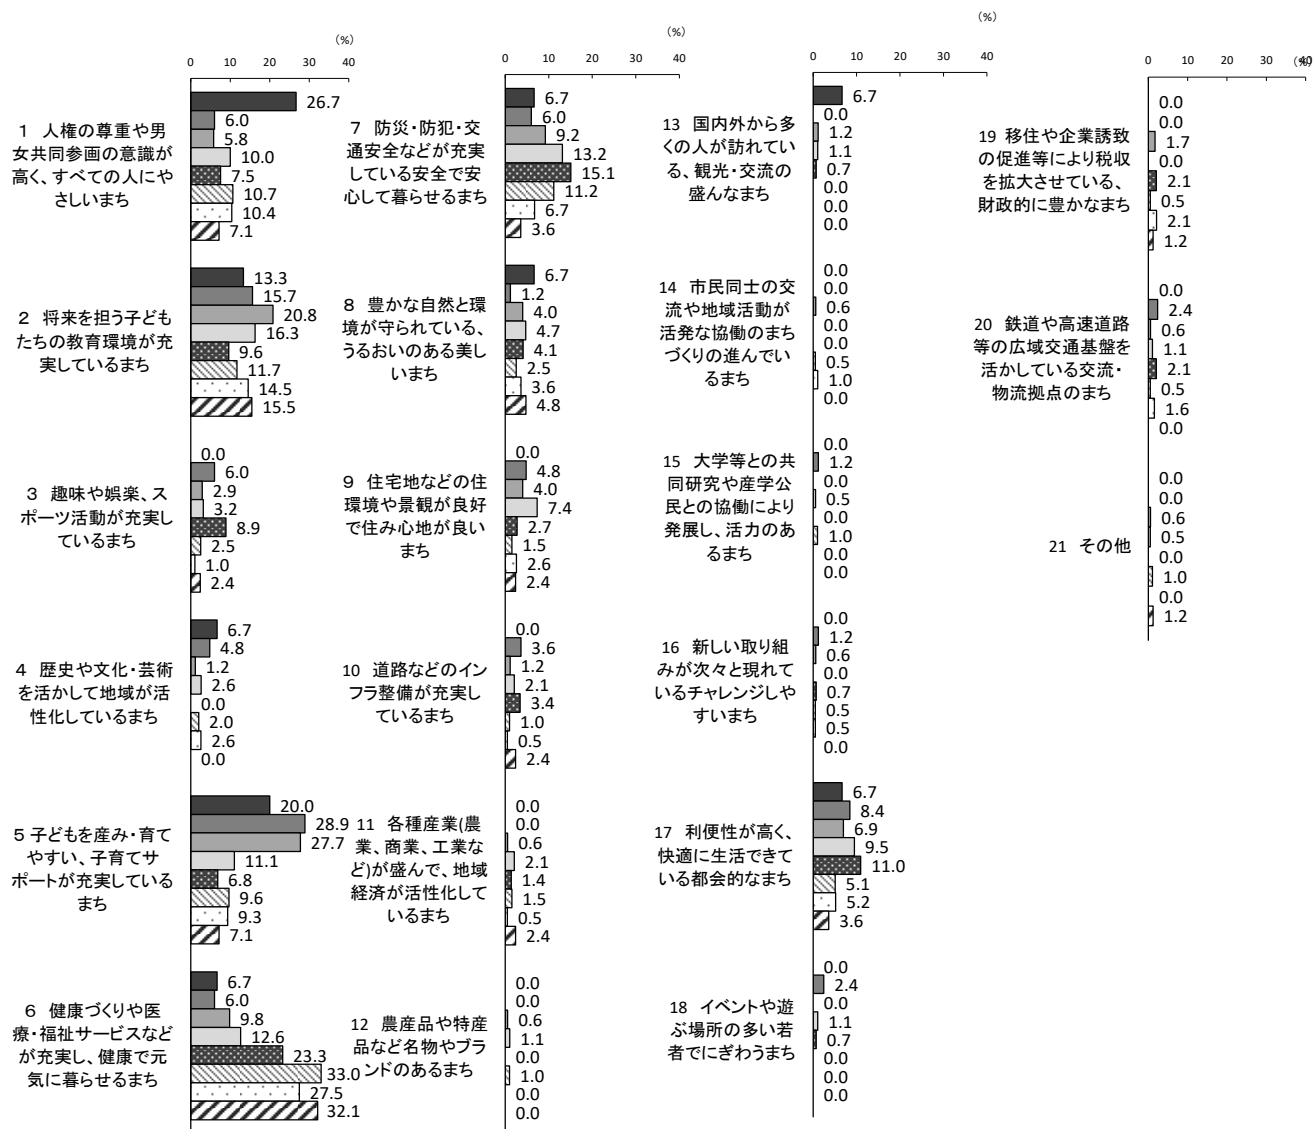 (%)
0 10 20 30 40
1 人権の尊重や男
女共同参画の意識が
高く、すべての人にや
さしいまち
26.7
6.0
5.8
10.0
7.5
10.7
10.4
7.1
2 将来を担う子ども
たちの教育環境が充
実しているまち
13.3
15.7
20.8
16.3
9.6
11.7
14.5
15.5
3 趣味や娯楽、ス
ポーツ活動が充実し
ているまち
0.0
6.0
2.9
3.2
8.9
2.5
1.0
2.4
4 歴史や文化・芸術
を活かして地域が活
性化しているまち
6.7
4.8
1.2
2.6
0.0
2.0
2.6
0.0
5 子どもを産み・育て
やすい、子育てサ
ポートが充実している
まち
20.0
28.9
27.7
11.1
6.8
9.6
9.3
7.1
6 健康づくりや医
療・福祉サービスなど
が充実し、健康で元
気に暮らせるまち
6.7
6.0
9.8
12.6
23.3
33.0
27.5
32.1
(%)
0 10 20 30 40
7 防災・防犯・交
通安全などが充実
している安全で安
心して暮らせるまち
6.7
6.0
9.2
13.2
15.1
11.2
6.7
3.6
8 豊かな自然と環
境が守られている、
うるおいのある美し
いまち
6.7
1.2
4.0
4.7
4.1
2.5
3.6
4.8
9 住宅地などの住
環境や景観が良好
で住み心地が良い
まち
0.0
4.8
4.0
7.4
2.7
1.5
2.6
2.4
10 道路などのイン
フラ整備が充実し
ているまち
0.0
3.6
1.2
2.1
3.4
1.0
0.5
2.4
11 各種産業(農
業、商業、工業な
ど)が盛んで、地域
経済が活性化して
いるまち
0.0
0.0
0.6
2.1
1.4
1.5
0.5
2.4
12 農産品や特産
品など名物やブラ
ンドのあるまち
0.0
0.0
0.6
1.1
0.0
1.0
0.0
0.0
(%)
0 10 20 30 40
13 国内外から多
くの人が訪れてい
る、観光・交流の
盛んなまち
6.7
0.0
1.2
1.1
0.7
0.0
0.0
0.0
14 市民同士の交
流や地域活動が
活発な協働のまち
づくりの進んでい
るまち
0.0
0.0
0.6
0.0
0.0
0.5
1.0
0.0
15 大学等との共
同研究や産学公
民との協働により
発展し、活力のあ
るまち
0.0
1.2
0.0
0.5
0.0
1.0
0.0
0.0
16 新しい取り組
みが次々と現れて
いるチャレンジしや
すいまち
0.0
1.2
0.6
0.0
0.7
0.5
0.5
0.0
17 利便性が高く、
快適に生活できて
いる都会的なまち
6.7
8.4
6.9
9.5
11.0
5.1
5.2
3.6
18 イベントや遊
ぶ場所の多い若
者でにぎわうまち
0.0
2.4
0.0
1.1
0.7
0.0
0.0
0.0
(%)
0 10 20 30 40
19 移住や企業誘致
の促進等により税収
を拡大させている、
財政的に豊かなまち
0.0
0.0
1.7
0.0
2.1
0.5
2.1
1.2
20 鉄道や高速道路
等の広域交通基盤を
活かしている交流・
物流拠点のまち
0.0
2.4
0.6
1.1
2.1
0.5
1.6
0.0
21 その他
0.0
0.0
0.6
0.5
0.0
1.0
0.0
1.2